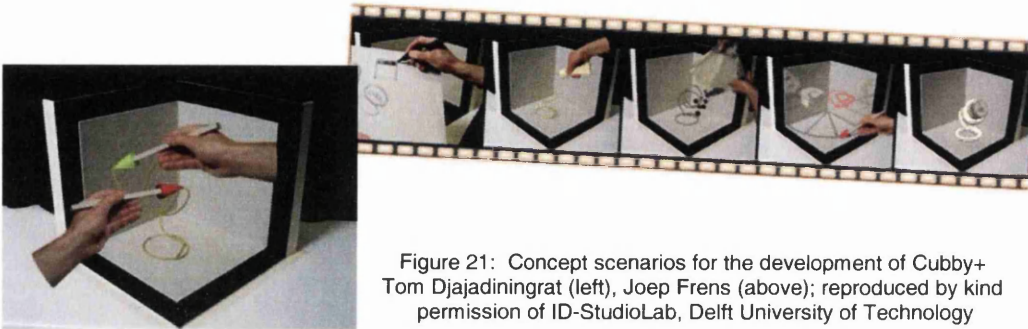 Figure 21: Concept scenarios for the development of Cubby+
Tom Djajadiningrat (left), Joep Frens (above); reproduced by kind
permission of ID-StudioLab, Delft University of Technology